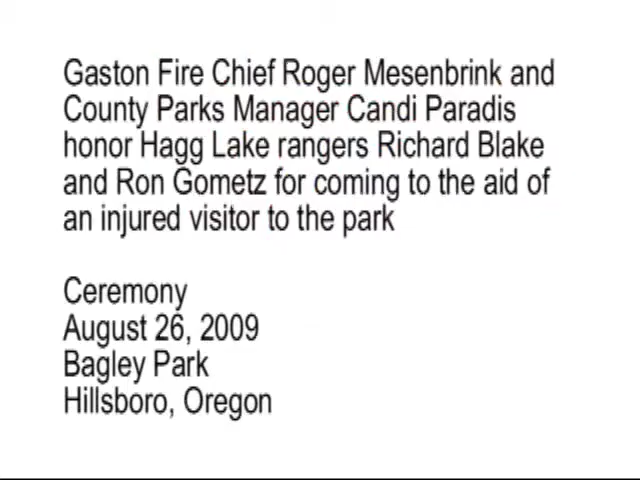 Gaston Fire Chief Roger Mesenbrink and
County Parks Manager Candi Paradis
honor Hagg Lake rangers Richard Blake
and Ron Gometz for coming to the aid of
an injured visitor to the park
Ceremony
August 26, 2009
Bagley Park
Hillsboro, Oregon